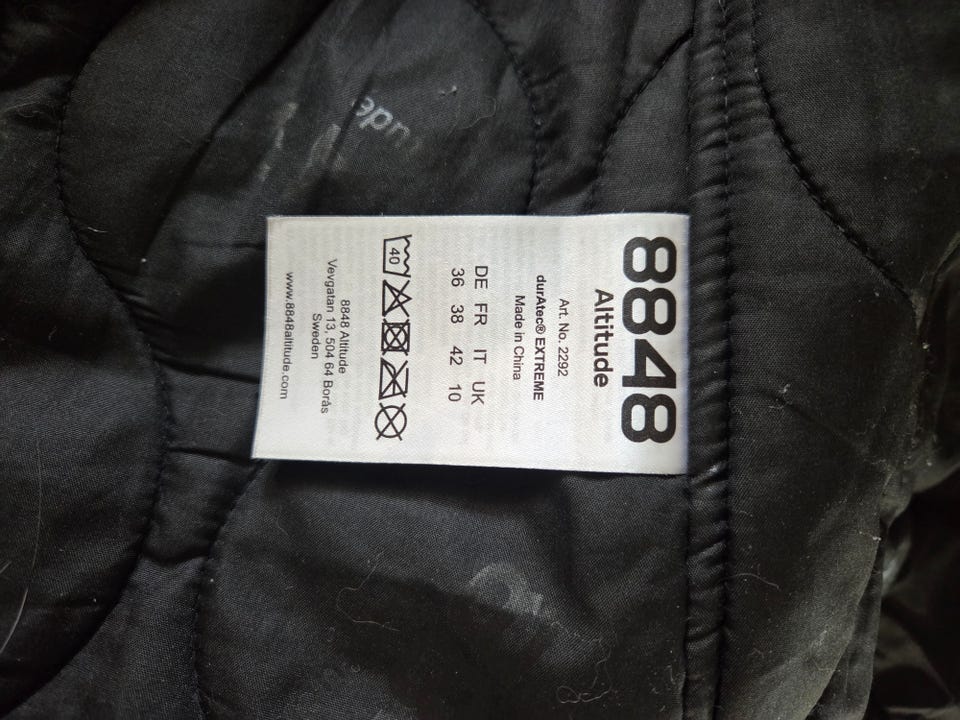 8848
Altitude
Art. No. 2292
durAtec® EXTREME
Made in China
DE FR IT UK
36 38 42 10
40
8848 Altitude
Vevgatan 13, 504 64 Borås
Sweden
www.8848altitude.com